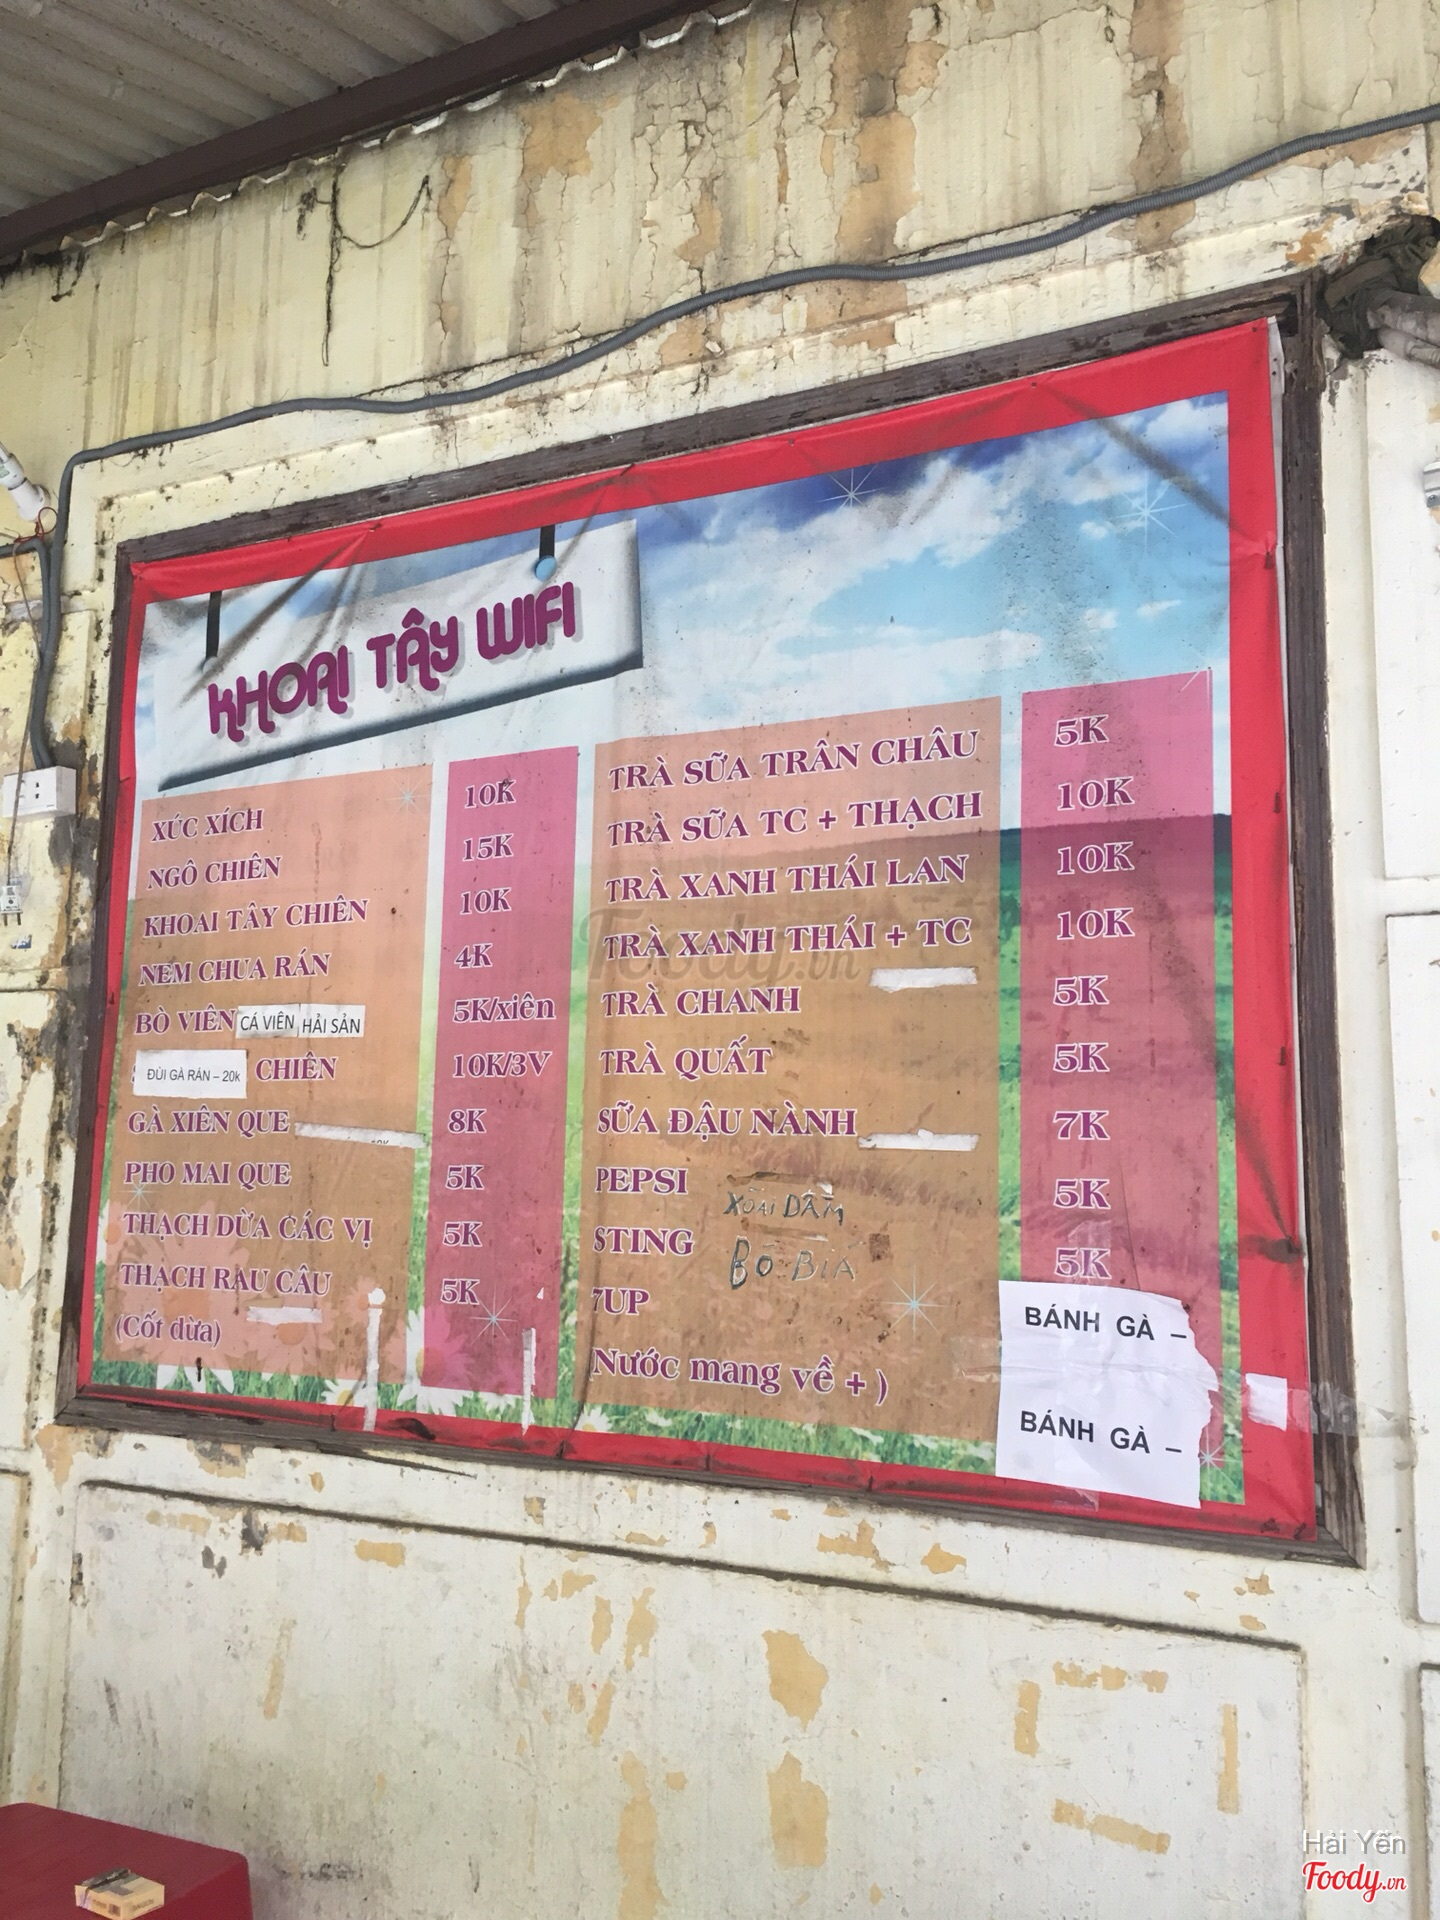 KHOAI TÂY WIFI
XÚC XÍCH 10K
NGÔ CHIÊN 15K
KHOAI TÂY CHIÊN 10K
NEM CHUA RÁN 4K
BÒ VIÊN CÁ VIÊN HẢI SẢN 5K/xiên
ĐÙI GÀ RÁN – 20k CHIÊN 10K/3V
GÀ XIÊN QUE 8K
PHO MAI QUE 5K
THẠCH DỪA CÁC VỊ 5K
THẠCH RAU CÂU 5K
(Cốt dừa)
TRÀ SỮA TRÂN CHÂU 5K
TRÀ SỮA TC + THẠCH 10K
TRÀ XANH THÁI LAN 10K
TRÀ XANH THÁI + TC 10K
TRÀ CHANH 5K
TRÀ QUẤT 5K
SỮA ĐẬU NÀNH 7K
PEPSI 5K
XOÀI DẦM
STING 5K
BÒ BIA
7UP
Nước mang về + )
BÁNH GÀ –
BÁNH GÀ –
Foody.vn
Hải Yến
Foody.vn